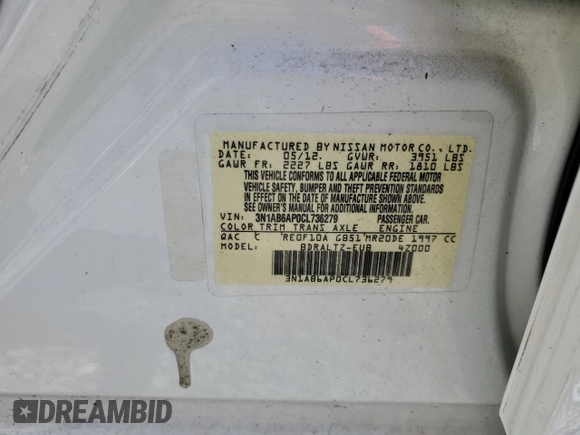 MANUFACTURED BY NISSAN MOTOR CO., LTD.
DATE: 05/12. GVWR: 3951 LBS
GAWR FR: 2227 LBS GAWR RR: 1810 LBS
THIS VEHICLE CONFORMS TO ALL APPLICABLE FEDERAL MOTOR
VEHICLE SAFETY, BUMPER AND THEFT PREVENTION STANDARDS
IN EFFECT ON THE DATE OF MANUFACTURE SHOWN ABOVE.
SEE OWNER'S MANUAL FOR ADDITIONAL INFORMATION.
VIN: 3N1AB6AP0CL736279 PASSENGER CAR.
COLOR TRIM TRANS AXLE ENGINE
QAC C RE0F10A GB51 MR20DE 1997 CC
MODEL: BDRALTZ-EUB 4Z000
3N1AB6AP0CL736279
DREAMBID